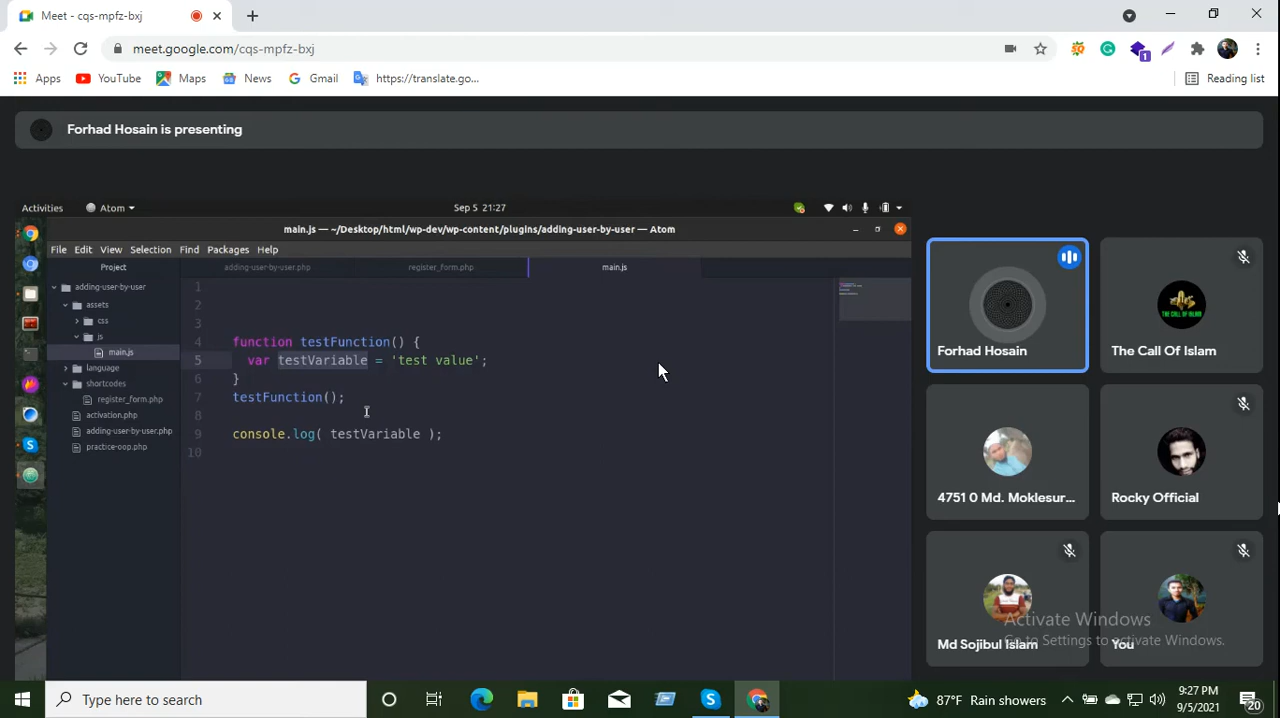 Meet - cqs-mpfz-bxj
meet.google.com/cqs-mpfz-bxj
1
Apps YouTube Maps News Gmail https://translate.go... Reading list
Forhad Hosain is presenting
Activities Atom Sep 5 21:27
main.js — ~/Desktop/html/wp-dev/wp-content/plugins/adding-user-by-user — Atom
File Edit View Selection Find Packages Help
Project adding-user-by-user.php register_form.php main.js
adding-user-by-user
assets
css
js
main.js
language
shortcodes
register_form.php
activation.php
adding-user-by-user.php
practice-oop.php
1
2
3
4 function testFunction() {
5 var testVariable = 'test value';
6 }
7 testFunction();
8
9 console.log( testVariable );
10
Forhad Hosain
The Call Of Islam
THE CALL OF ISLAM
4751 0 Md. Moklesur...
Rocky Official
Md Sojibul Islam
You
Activate Windows
Go to Settings to activate Windows.
Type here to search
87°F Rain showers
9:27 PM
9/5/2021
20